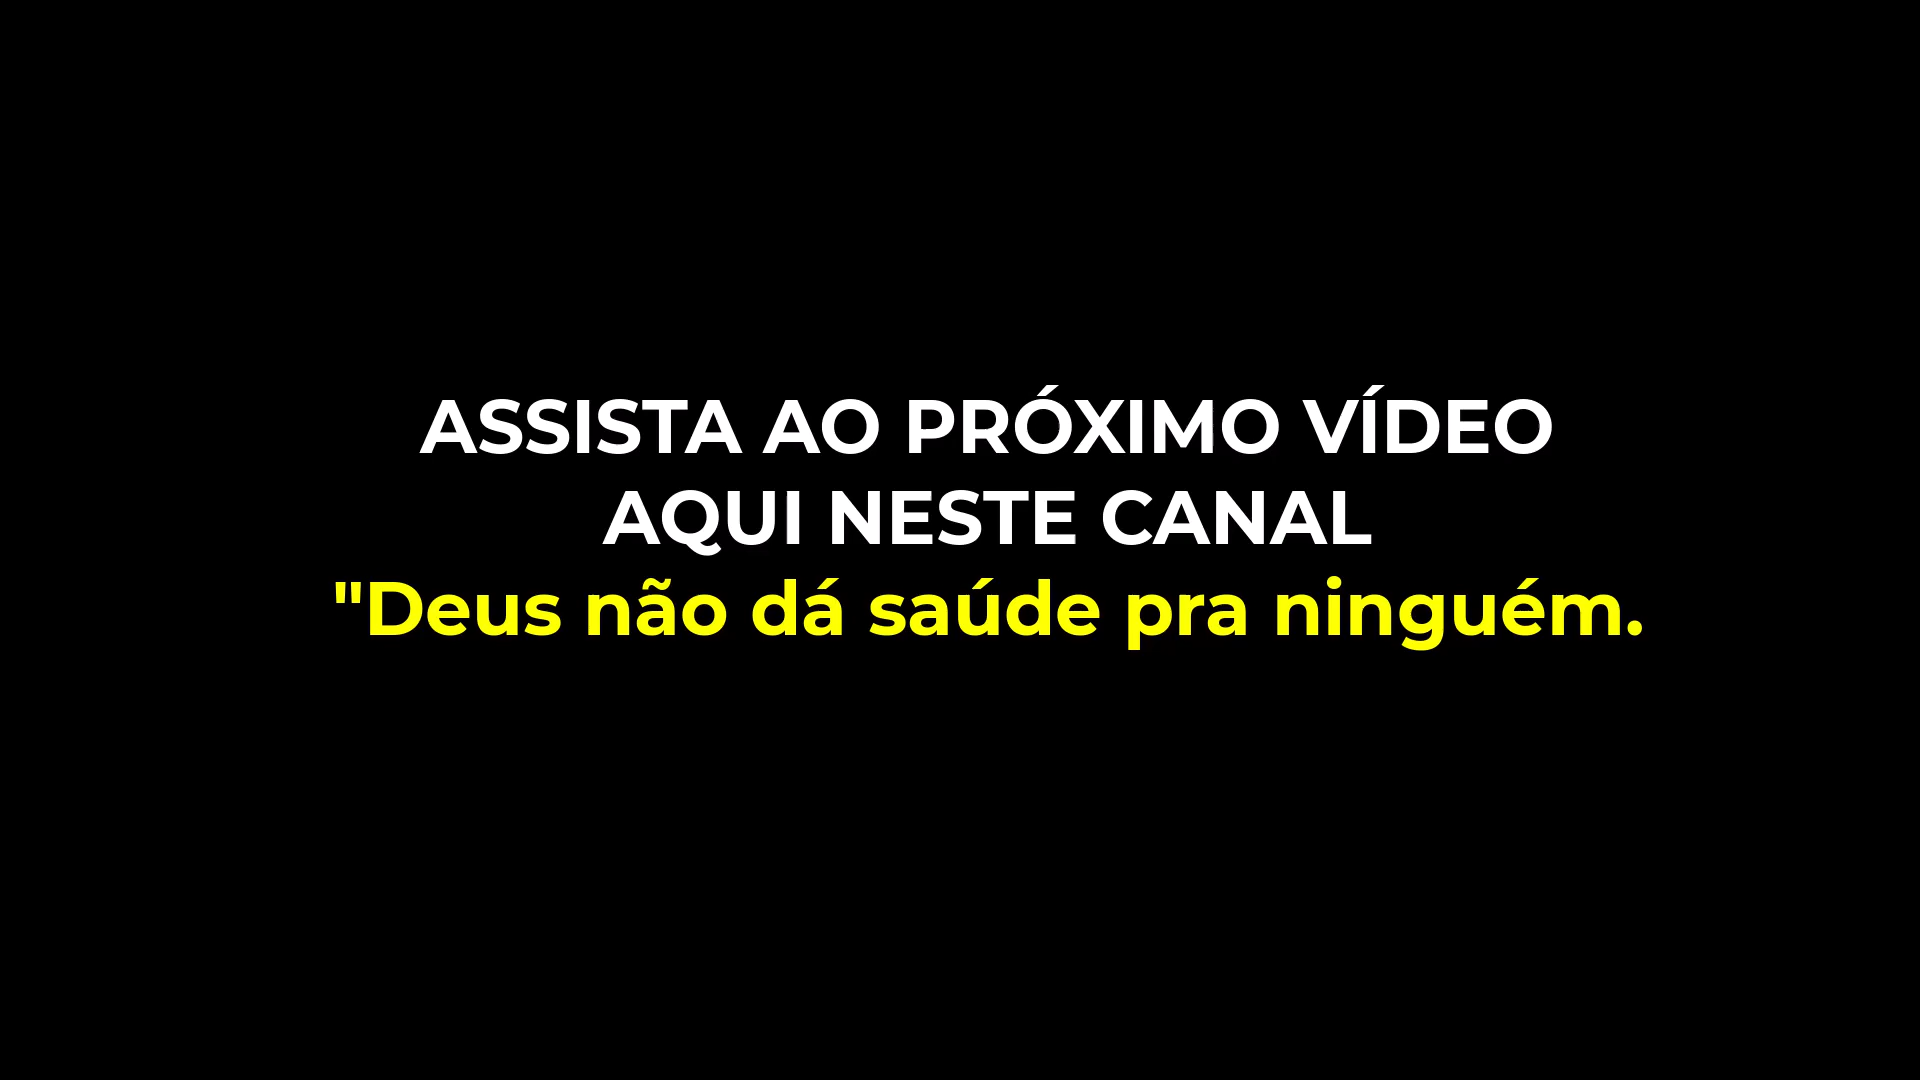 ASSISTA AO PRÓXIMO VÍDEO
AQUI NESTE CANAL
"Deus não dá saúde pra ninguém.